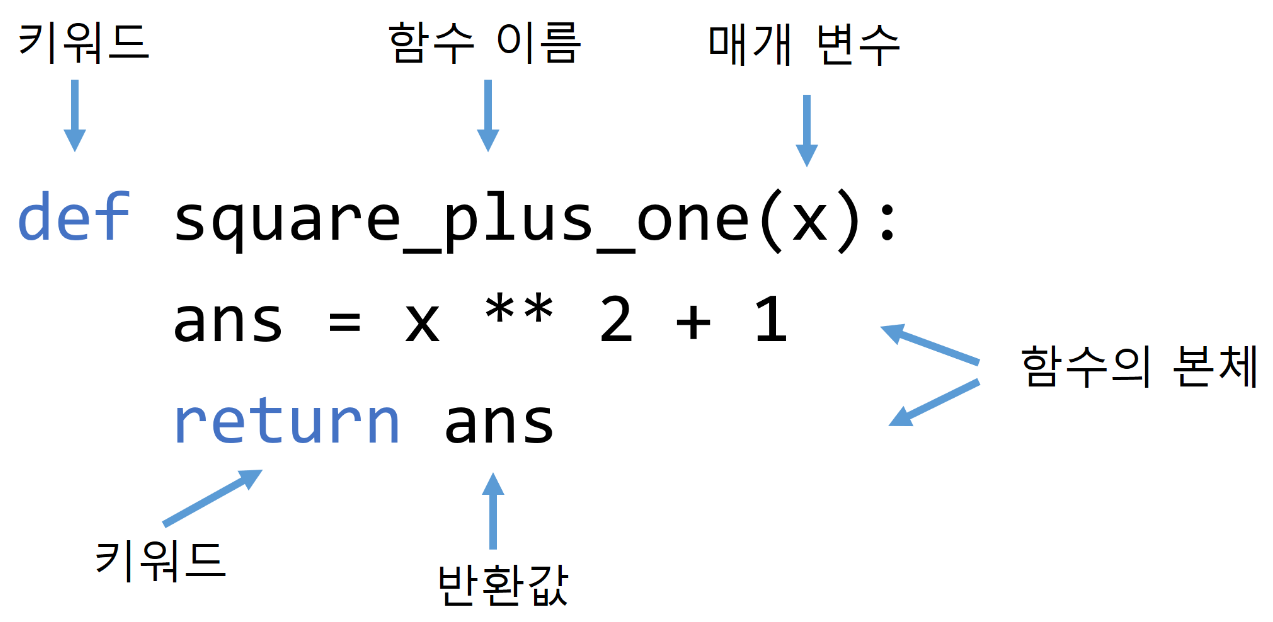 키워드 함수 이름 매개 변수
def square_plus_one(x):
ans = x ** 2 + 1
함수의 본체
return ans
키워드
반환값